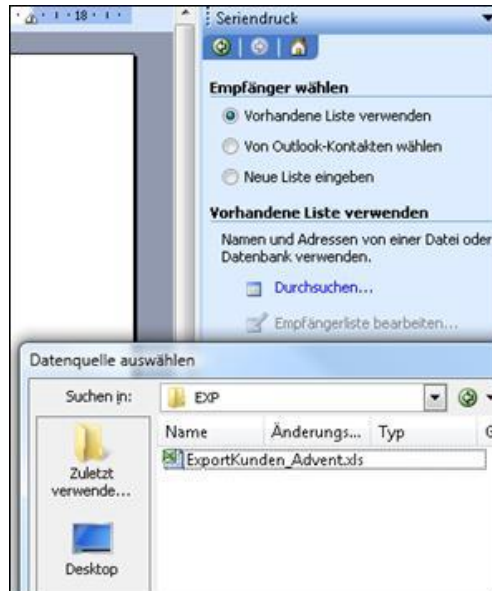 18
Seriendruck
Empfänger wählen
Vorhandene Liste verwenden
Von Outlook-Kontakten wählen
Neue Liste eingeben
Vorhandene Liste verwenden
Namen und Adressen von einer Datei oder
Datenbank verwenden.
Durchsuchen...
Empfängerliste bearbeiten...
Datenquelle auswählen
Suchen in: EXP
Name Änderungs... Typ G
ExportKunden_Advent.xls
Zuletzt
verwende...
Desktop